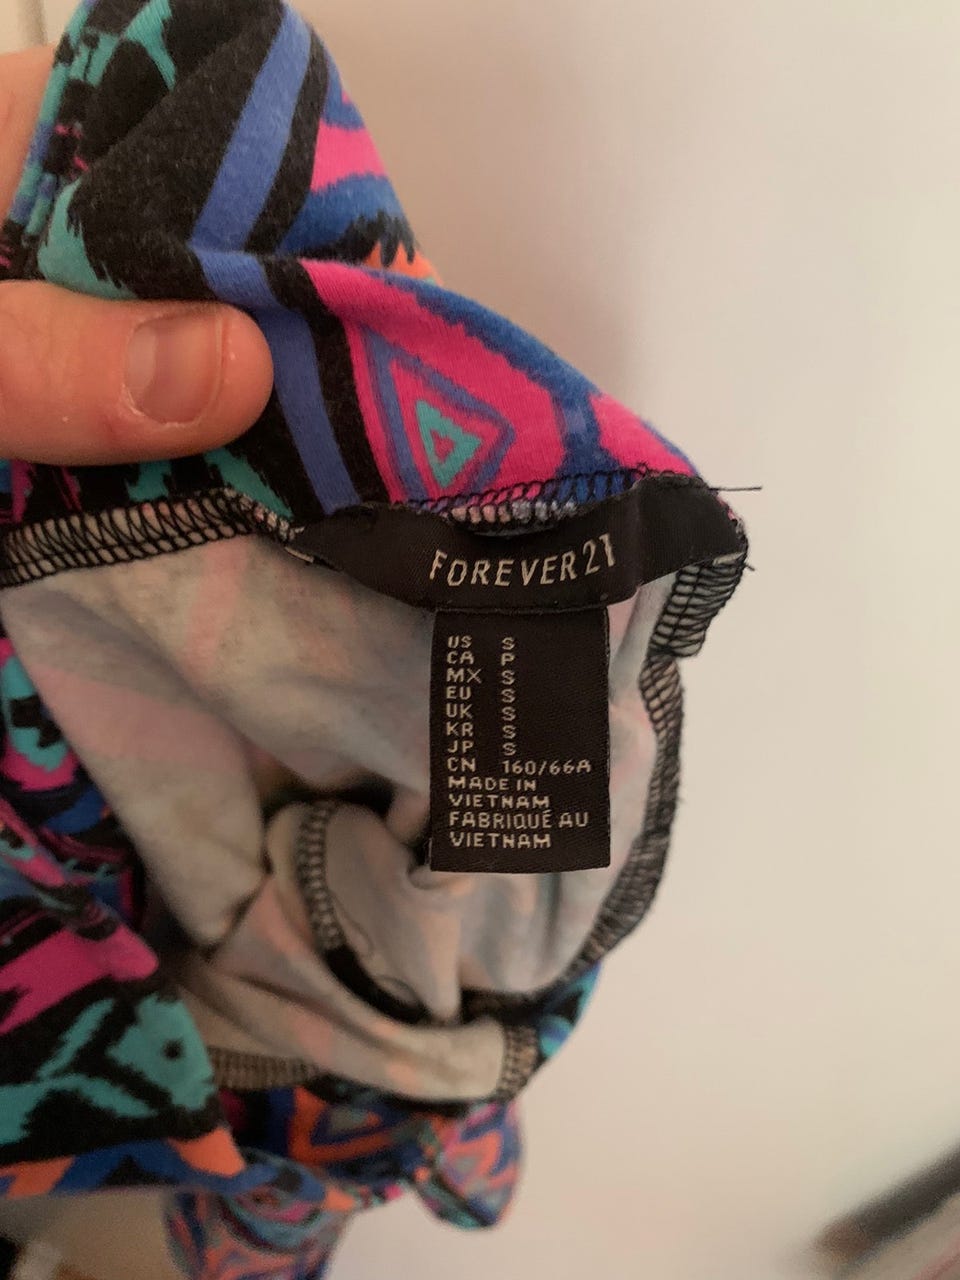 FOREVER 21
US S
CA P
MX S
EU S
UK S
KR S
JP S
CN 160/66A
MADE IN
VIETNAM
FABRIQUÉ AU
VIETNAM